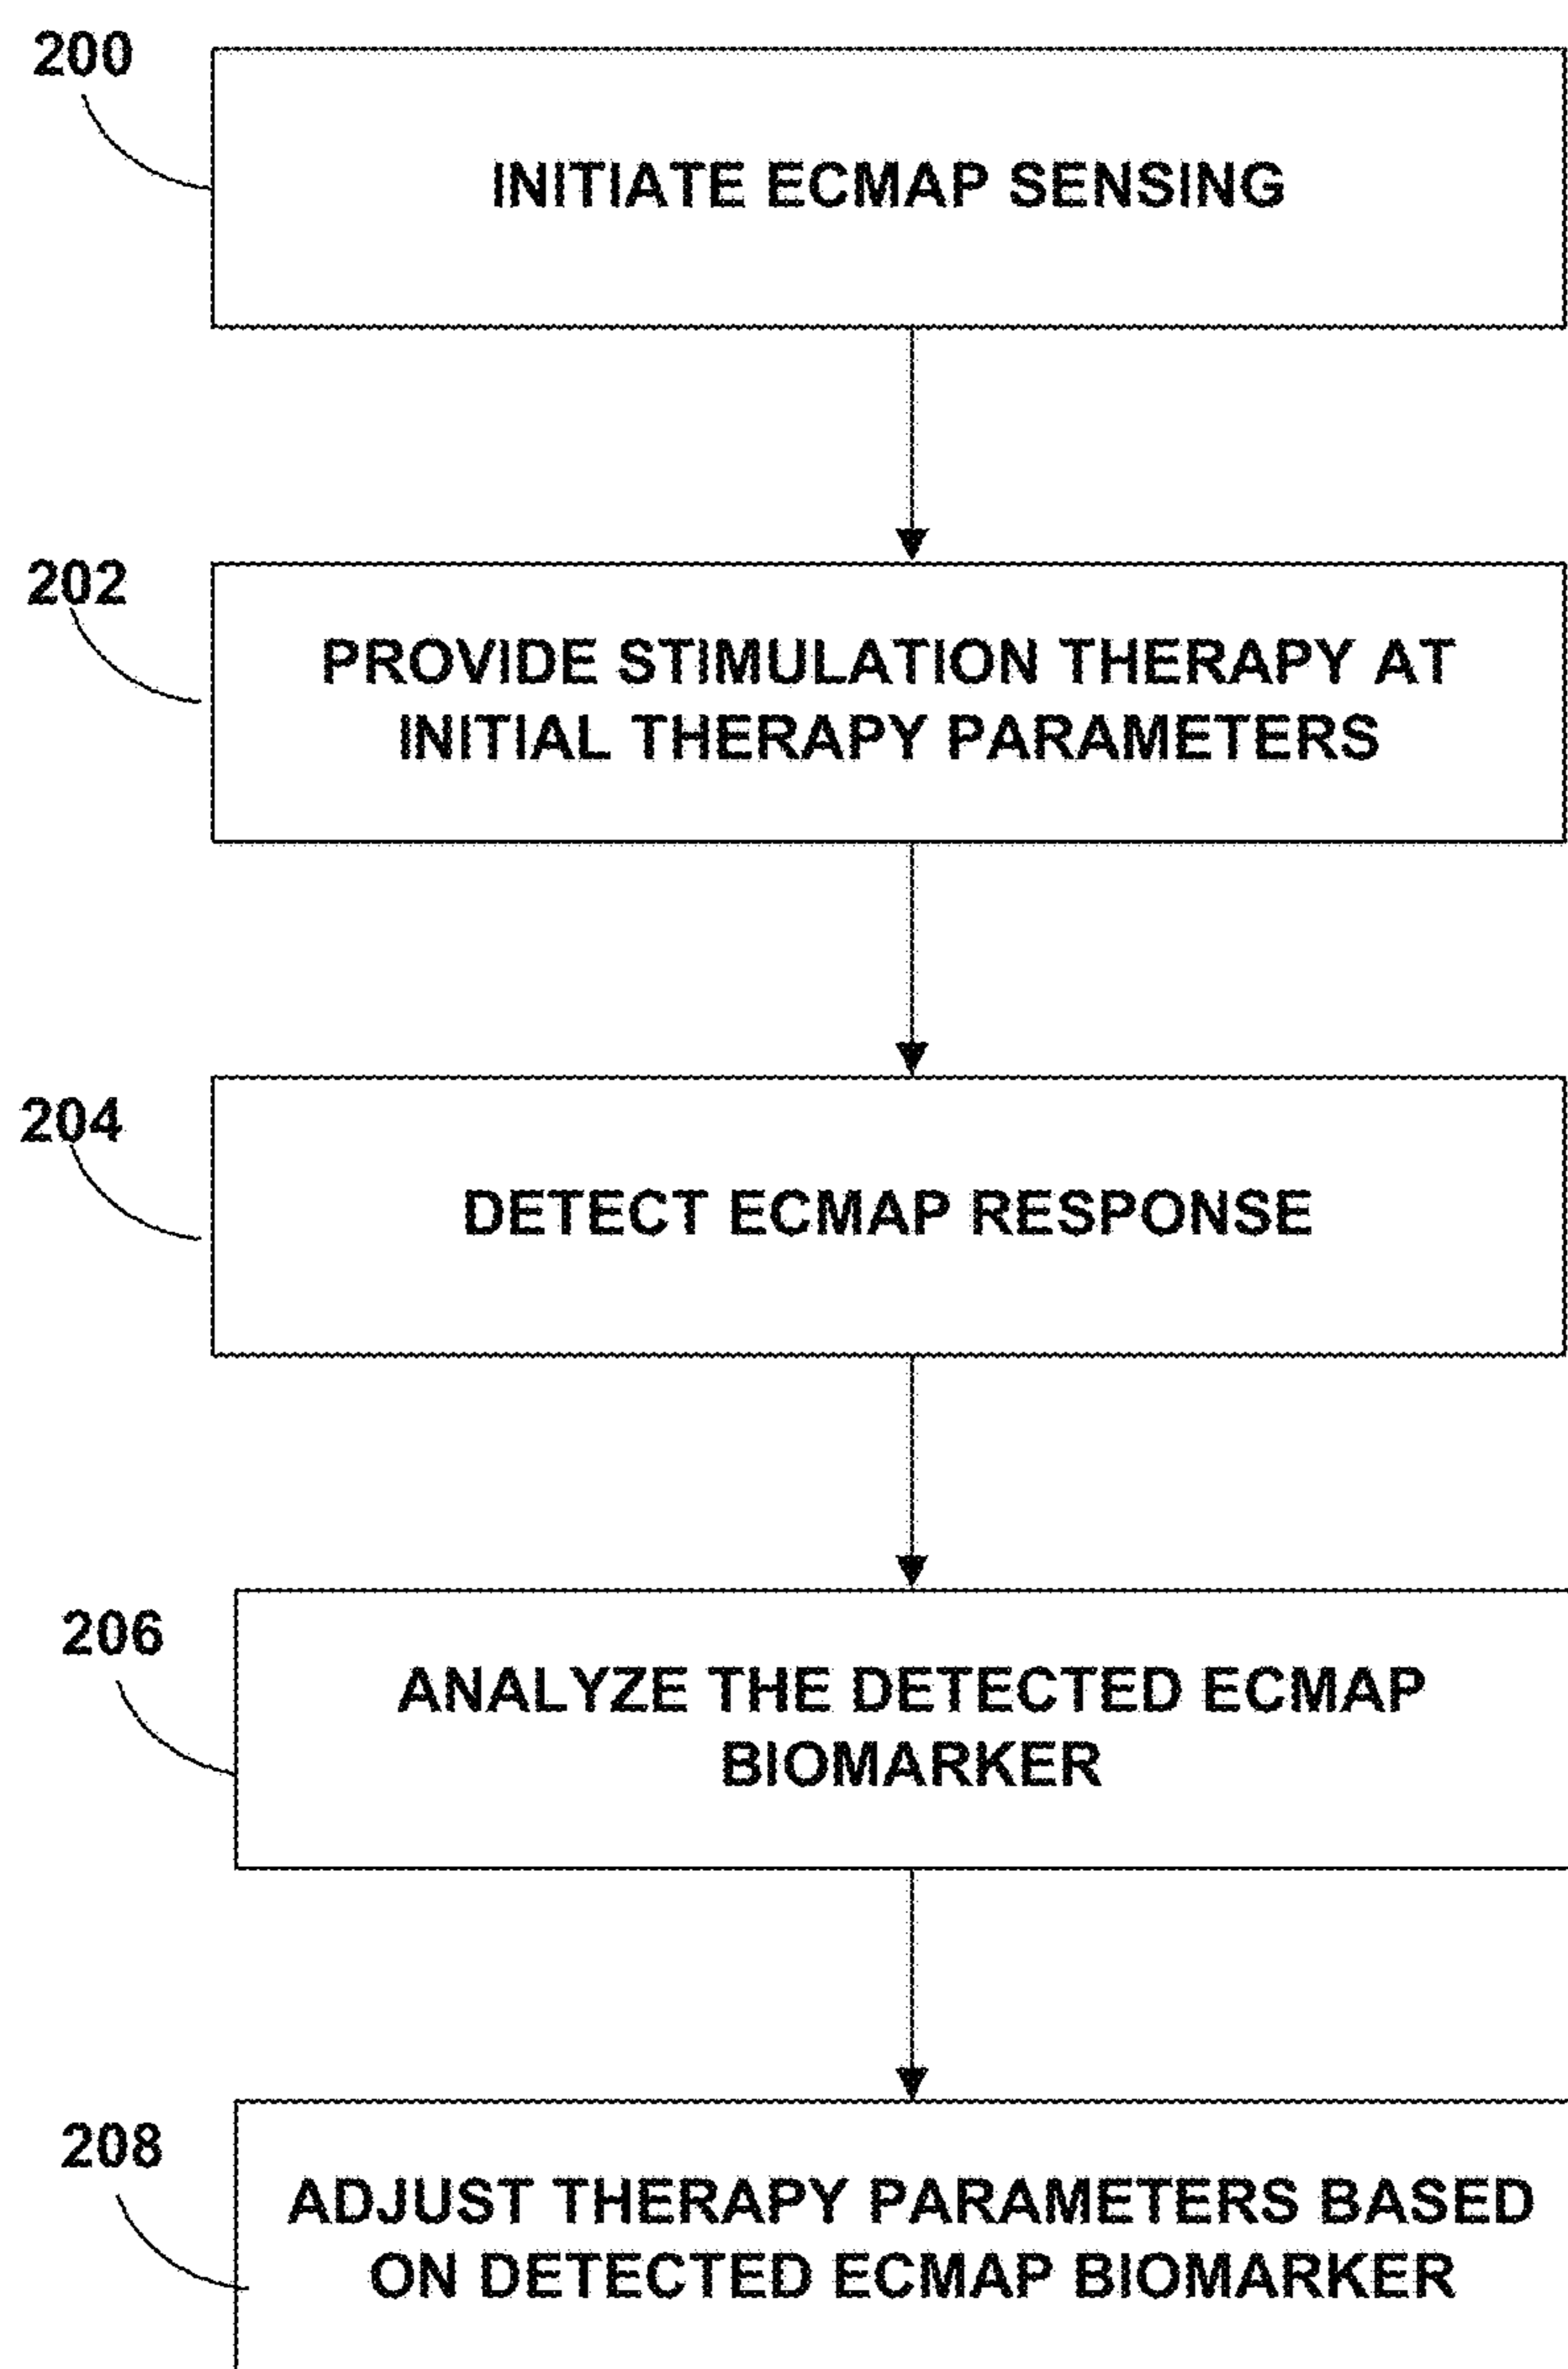 200
INITIATE ECMAP SENSING
202
PROVIDE STIMULATION THERAPY AT
INITIAL THERAPY PARAMETERS
204
DETECT ECMAP RESPONSE
206
ANALYZE THE DETECTED ECMAP
BIOMARKER
208
ADJUST THERAPY PARAMETERS BASED
ON DETECTED ECMAP BIOMARKER